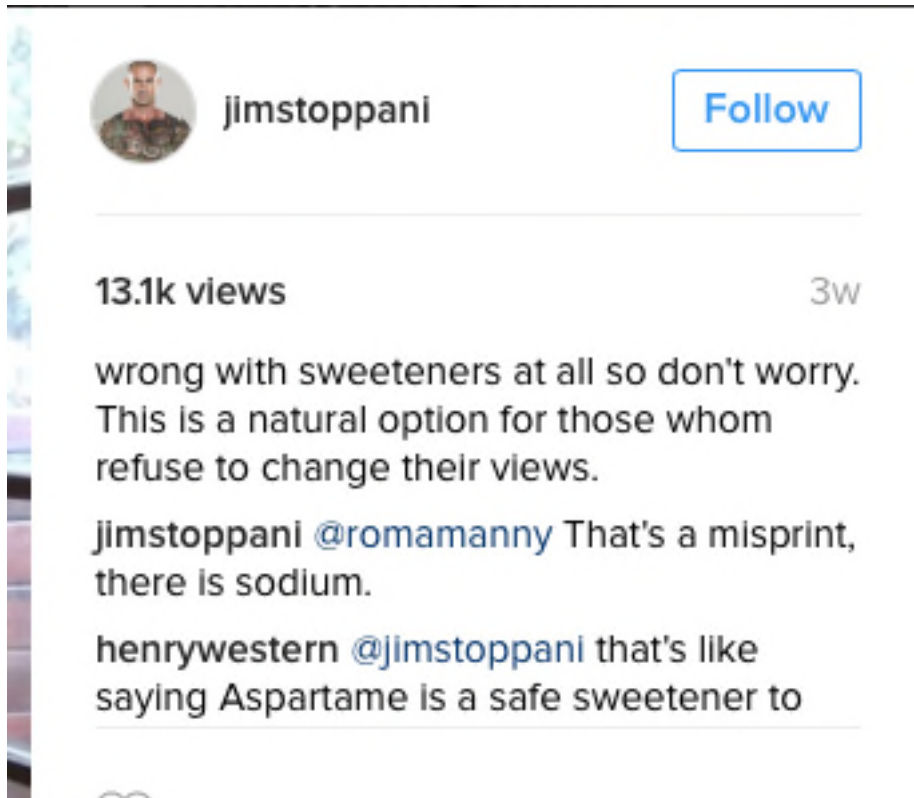 jimstoppani
Follow
13.1k views
3w
wrong with sweeteners at all so don't worry.
This is a natural option for those whom
refuse to change their views.
jimstoppani @romamanny That's a misprint,
there is sodium.
henrywestern @jimstoppani that's like
saying Aspartame is a safe sweetener to